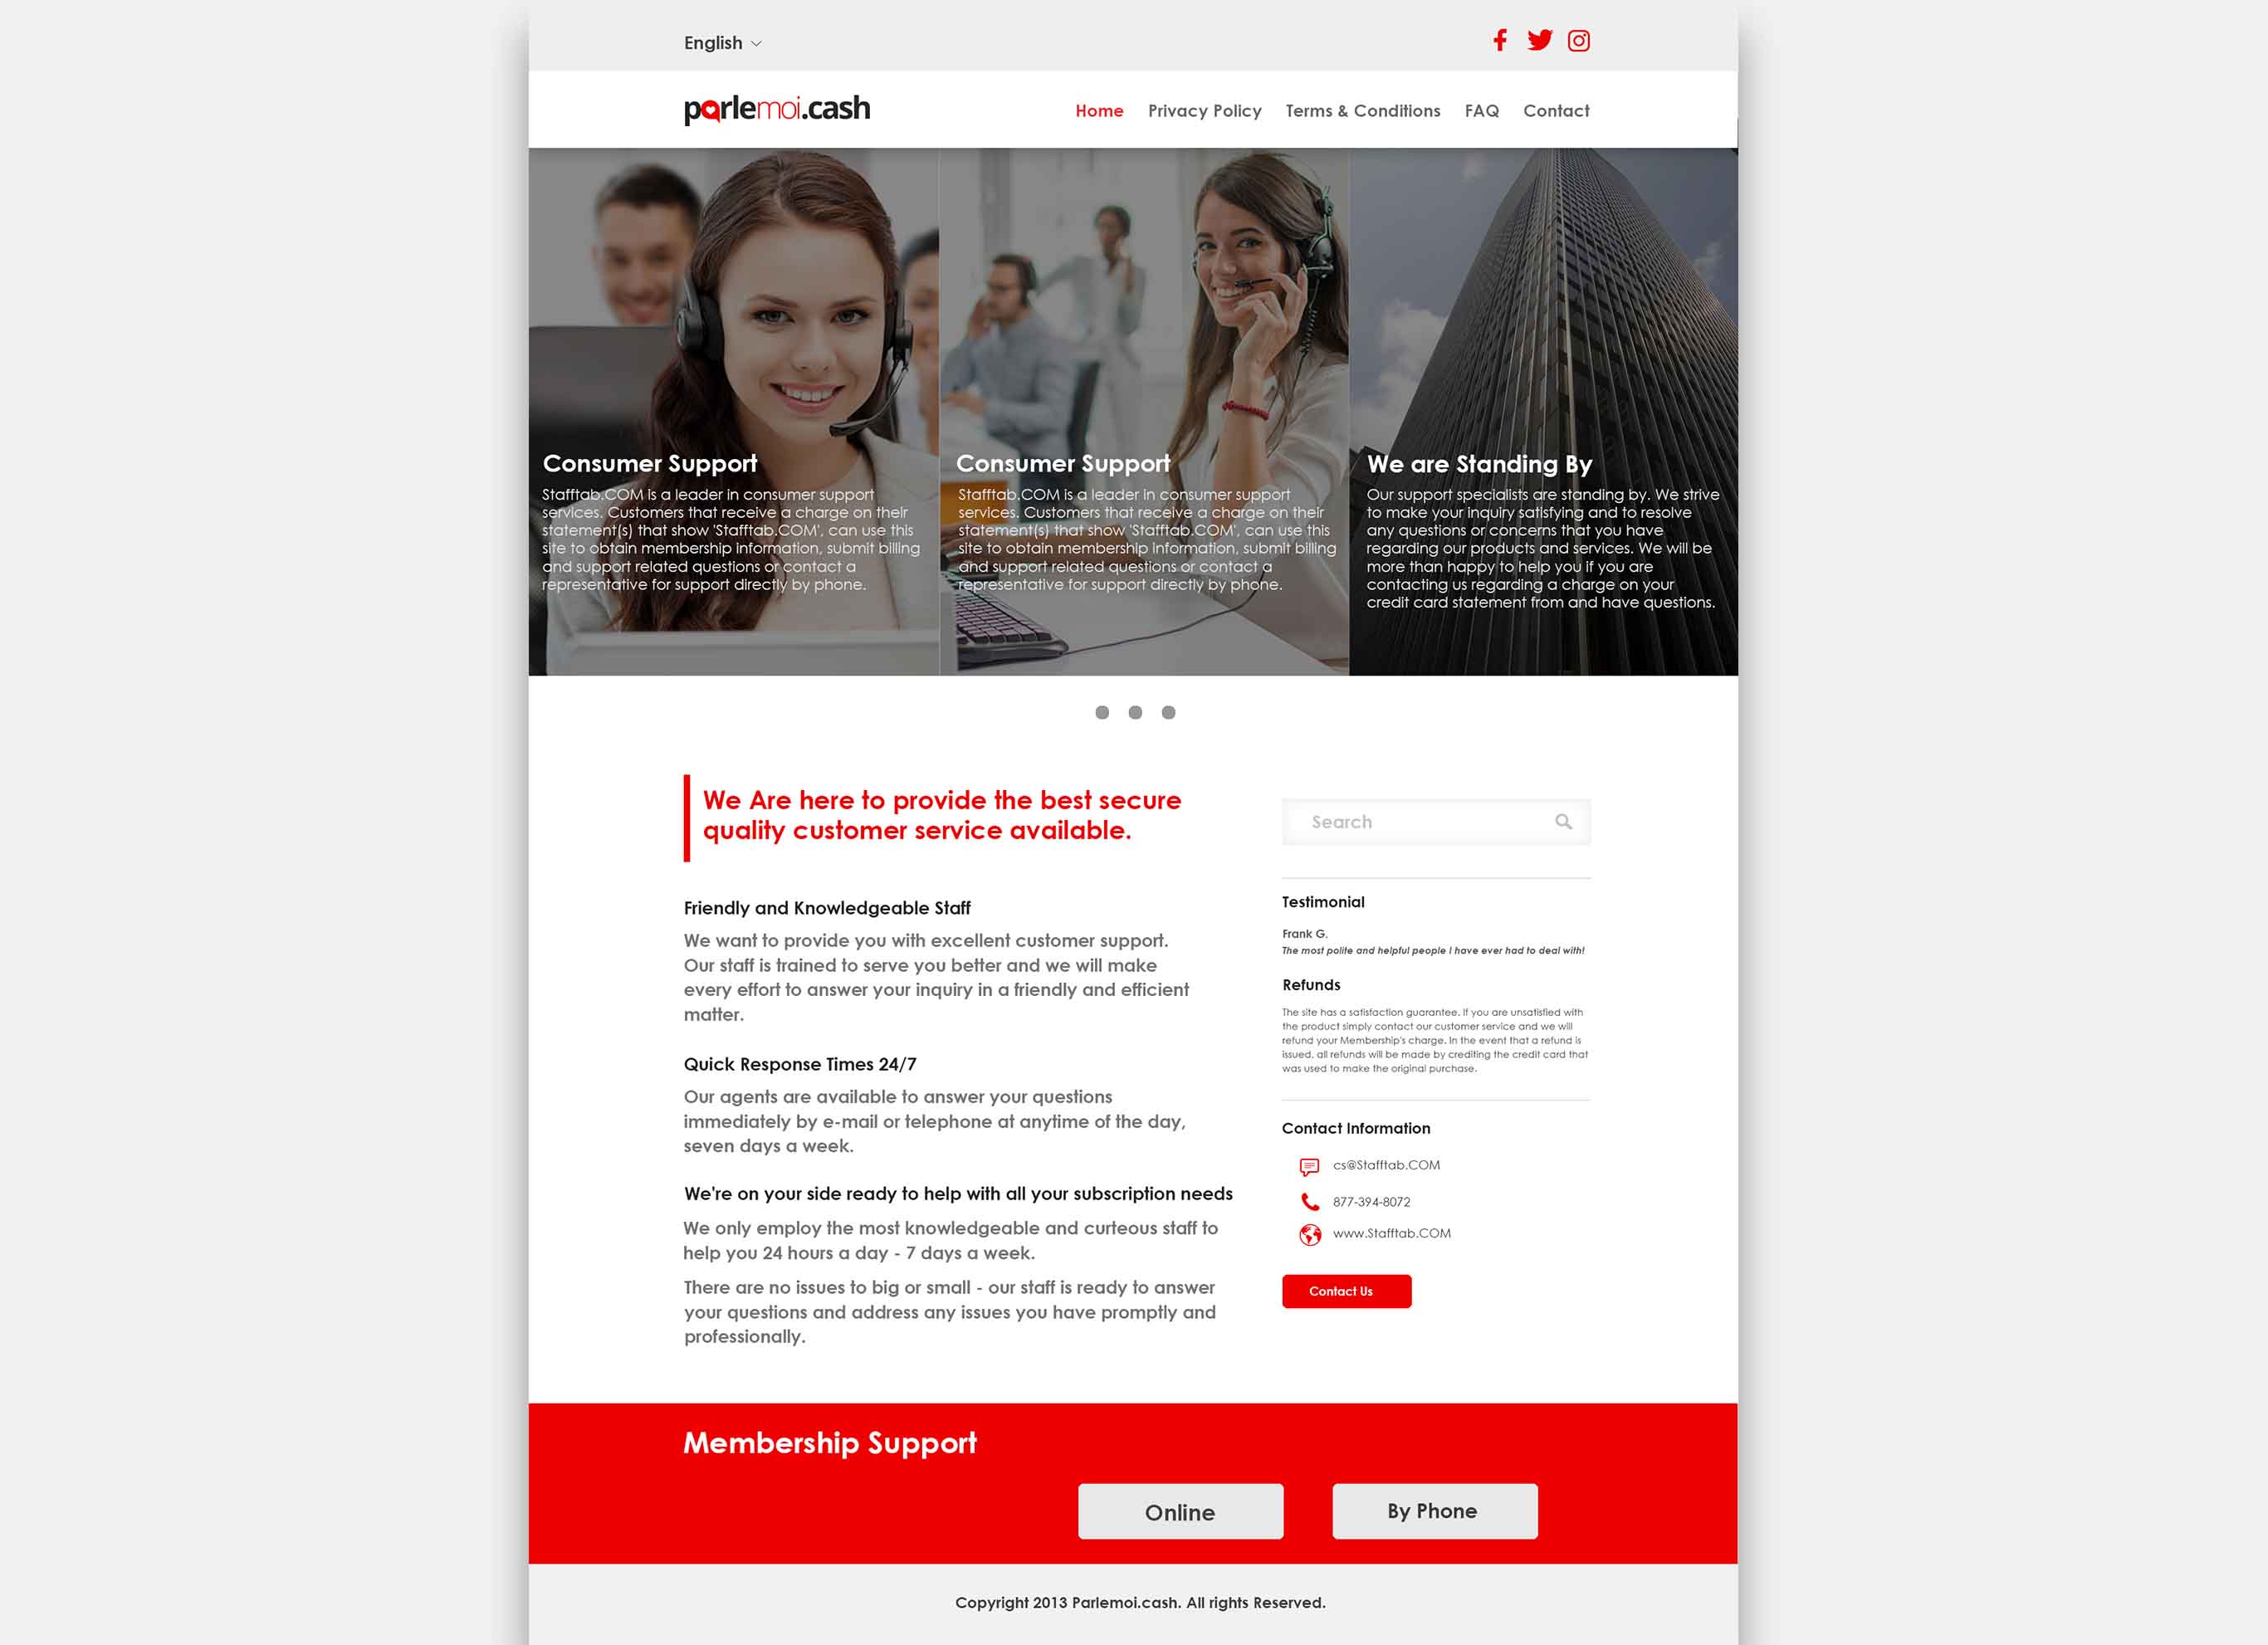 English
parlemoi.cash
Home Privacy Policy Terms & Conditions FAQ Contact
Consumer Support
Stafftab.COM is a leader in consumer support
services. Customers that receive a charge on their
statement(s) that show 'Stafftab.COM', can use this
site to obtain membership information, submit billing
and support related questions or contact a
representative for support directly by phone.
Consumer Support
Stafftab.COM is a leader in consumer support
services. Customers that receive a charge on their
statement(s) that show 'Stafftab.COM', can use this
site to obtain membership information, submit billing
and support related questions or contact a
representative for support directly by phone.
We are Standing By
Our support specialists are standing by. We strive
to make your inquiry satisfying and to resolve
any questions or concerns that you have
regarding our products and services. We will be
more than happy to help you if you are
contacting us regarding a charge on your
credit card statement from and have questions.
We Are here to provide the best secure
quality customer service available.
Friendly and Knowledgeable Staff
We want to provide you with excellent customer support.
Our staff is trained to serve you better and we will make
every effort to answer your inquiry in a friendly and efficient
matter.
Quick Response Times 24/7
Our agents are available to answer your questions
immediately by e-mail or telephone at anytime of the day,
seven days a week.
We're on your side ready to help with all your subscription needs
We only employ the most knowledgeable and curteous staff to
help you 24 hours a day - 7 days a week.
There are no issues to big or small - our staff is ready to answer
your questions and address any issues you have promptly and
professionally.
Search
Testimonial
Frank G.
The most polite and helpful people I have ever had to deal with!
Refunds
The site has a satisfaction guarantee. If you are unsatisfied with
the product simply contact our customer service and we will
refund your Membership's charge. In the event that a refund is
issued. all refunds will be made by crediting the credit card that
was used to make the original purchase.
Contact Information
cs@Stafftab.COM
877-394-8072
www.Stafftab.COM
Contact Us
Membership Support
Online
By Phone
Copyright 2013 Parlemoi.cash. All rights Reserved.